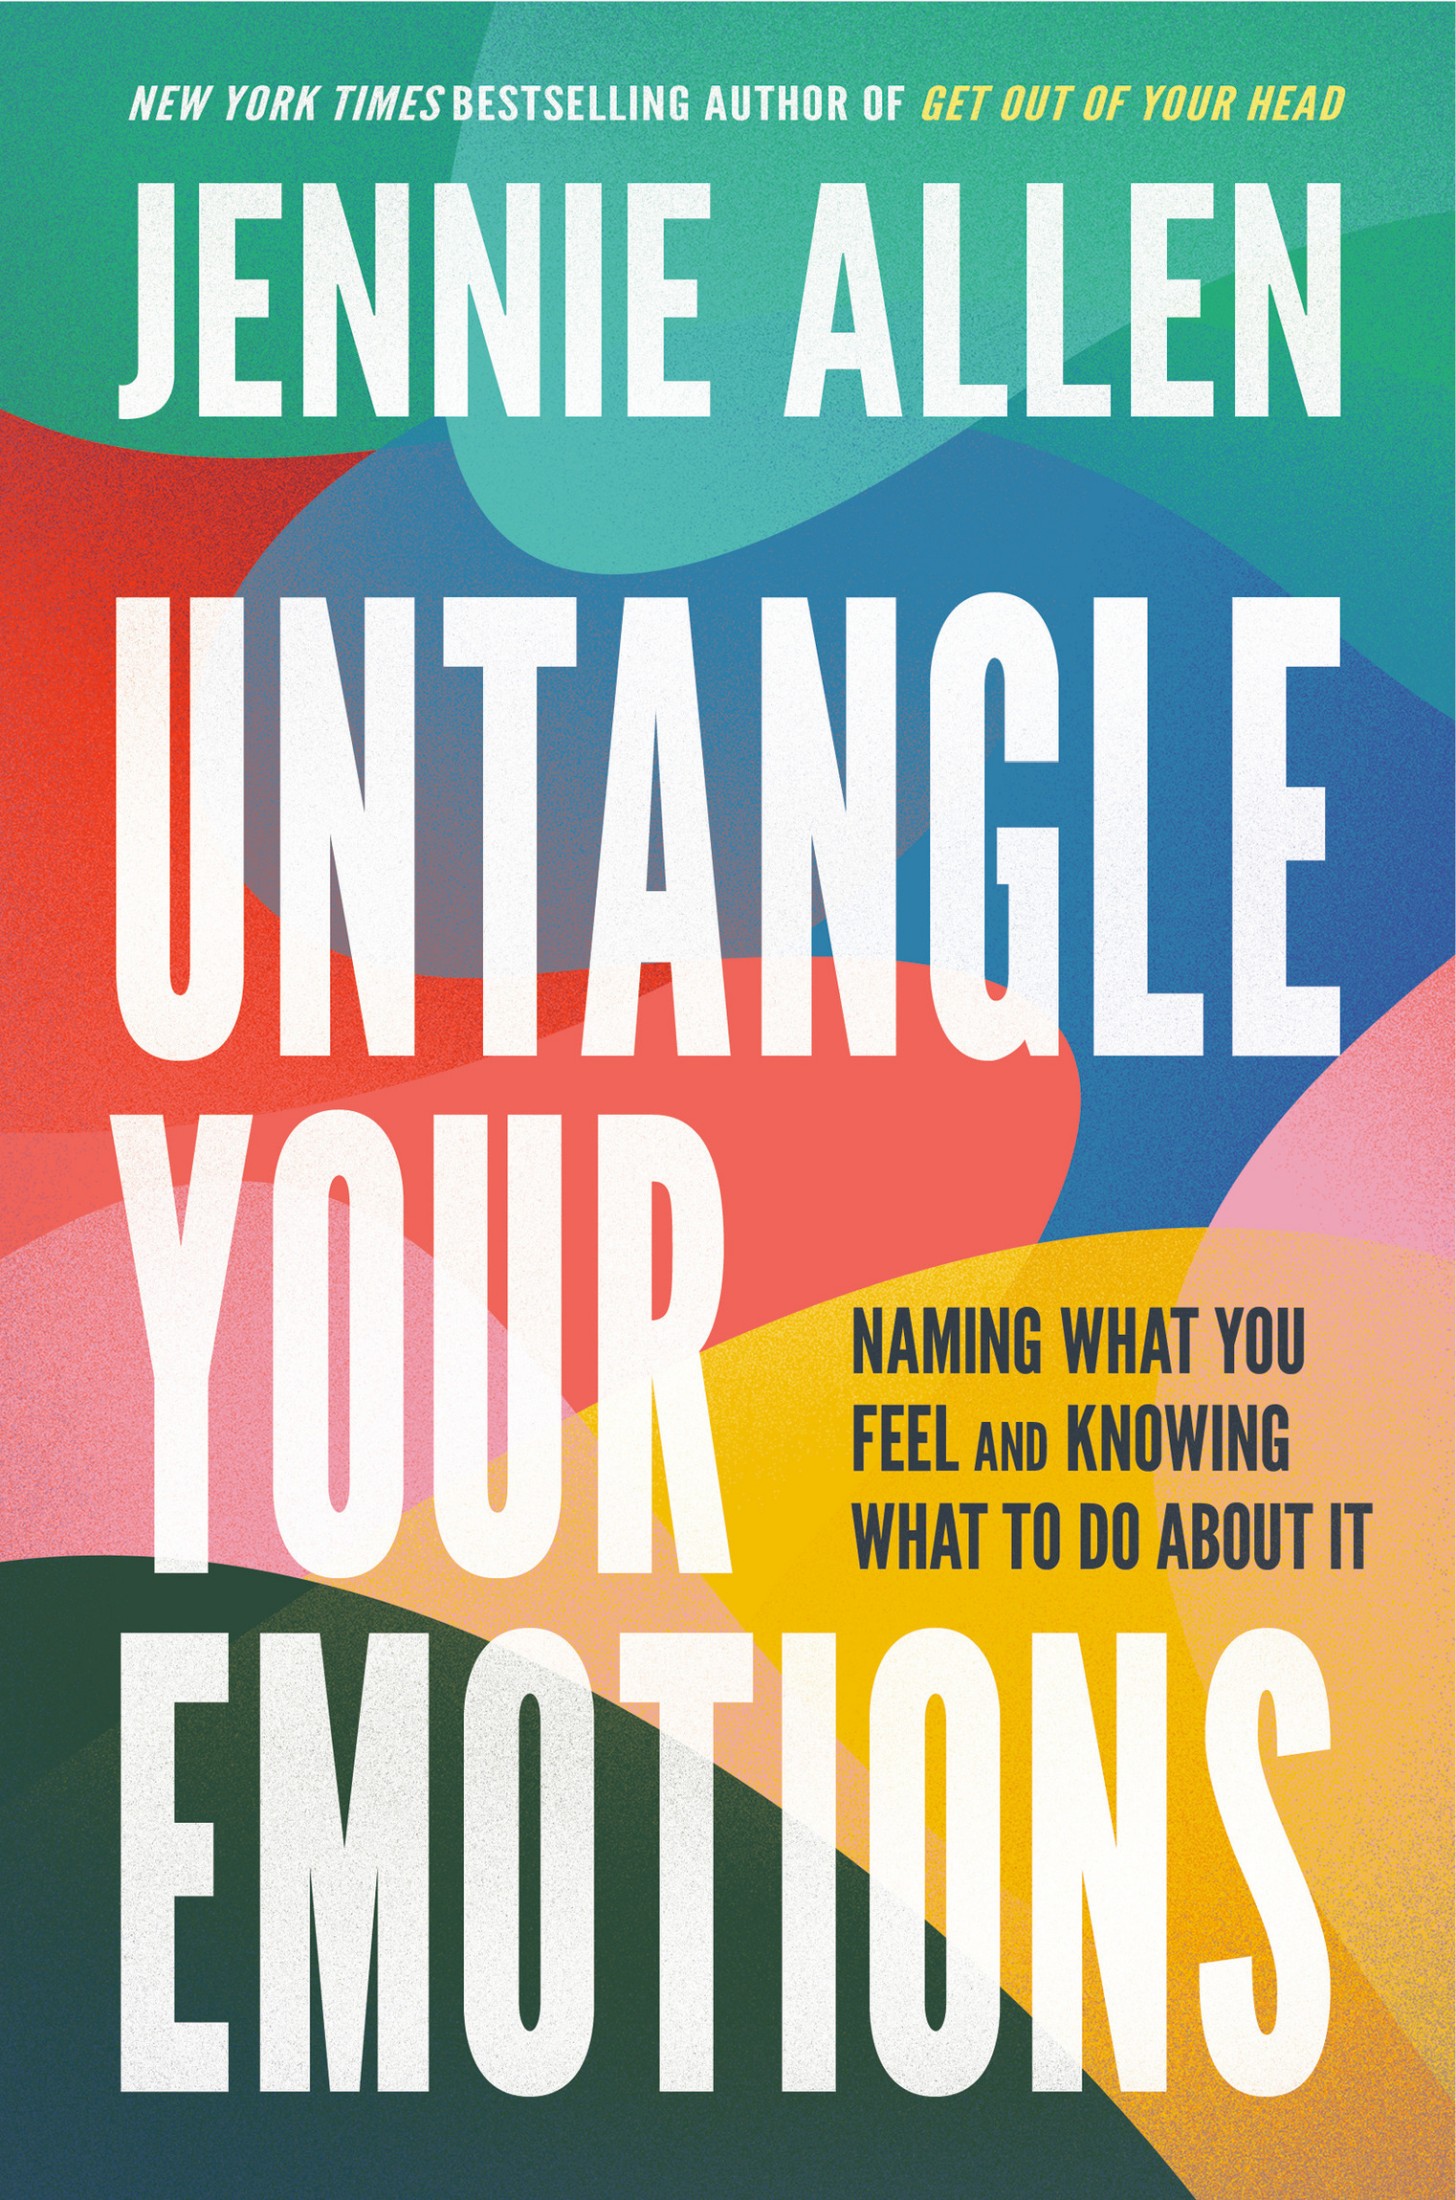 NEW YORK TIMES BESTSELLING AUTHOR OF GET OUT OF YOUR HEAD
JENNIE ALLEN
UNTANGLE
YOUR
NAMING WHAT YOU
FEEL AND KNOWING
WHAT TO DO ABOUT IT
EMOTIONS